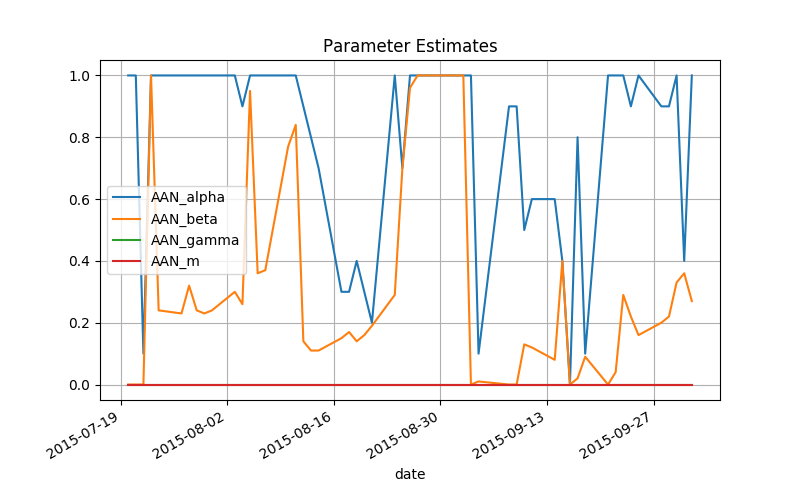 Parameter Estimates
1.0
0.8
0.6
0.4
0.2
0.0
AAN_alpha
AAN_beta
AAN_gamma
AAN_m
2015-07-19
2015-08-02
2015-08-16
2015-08-30
2015-09-13
2015-09-27
date